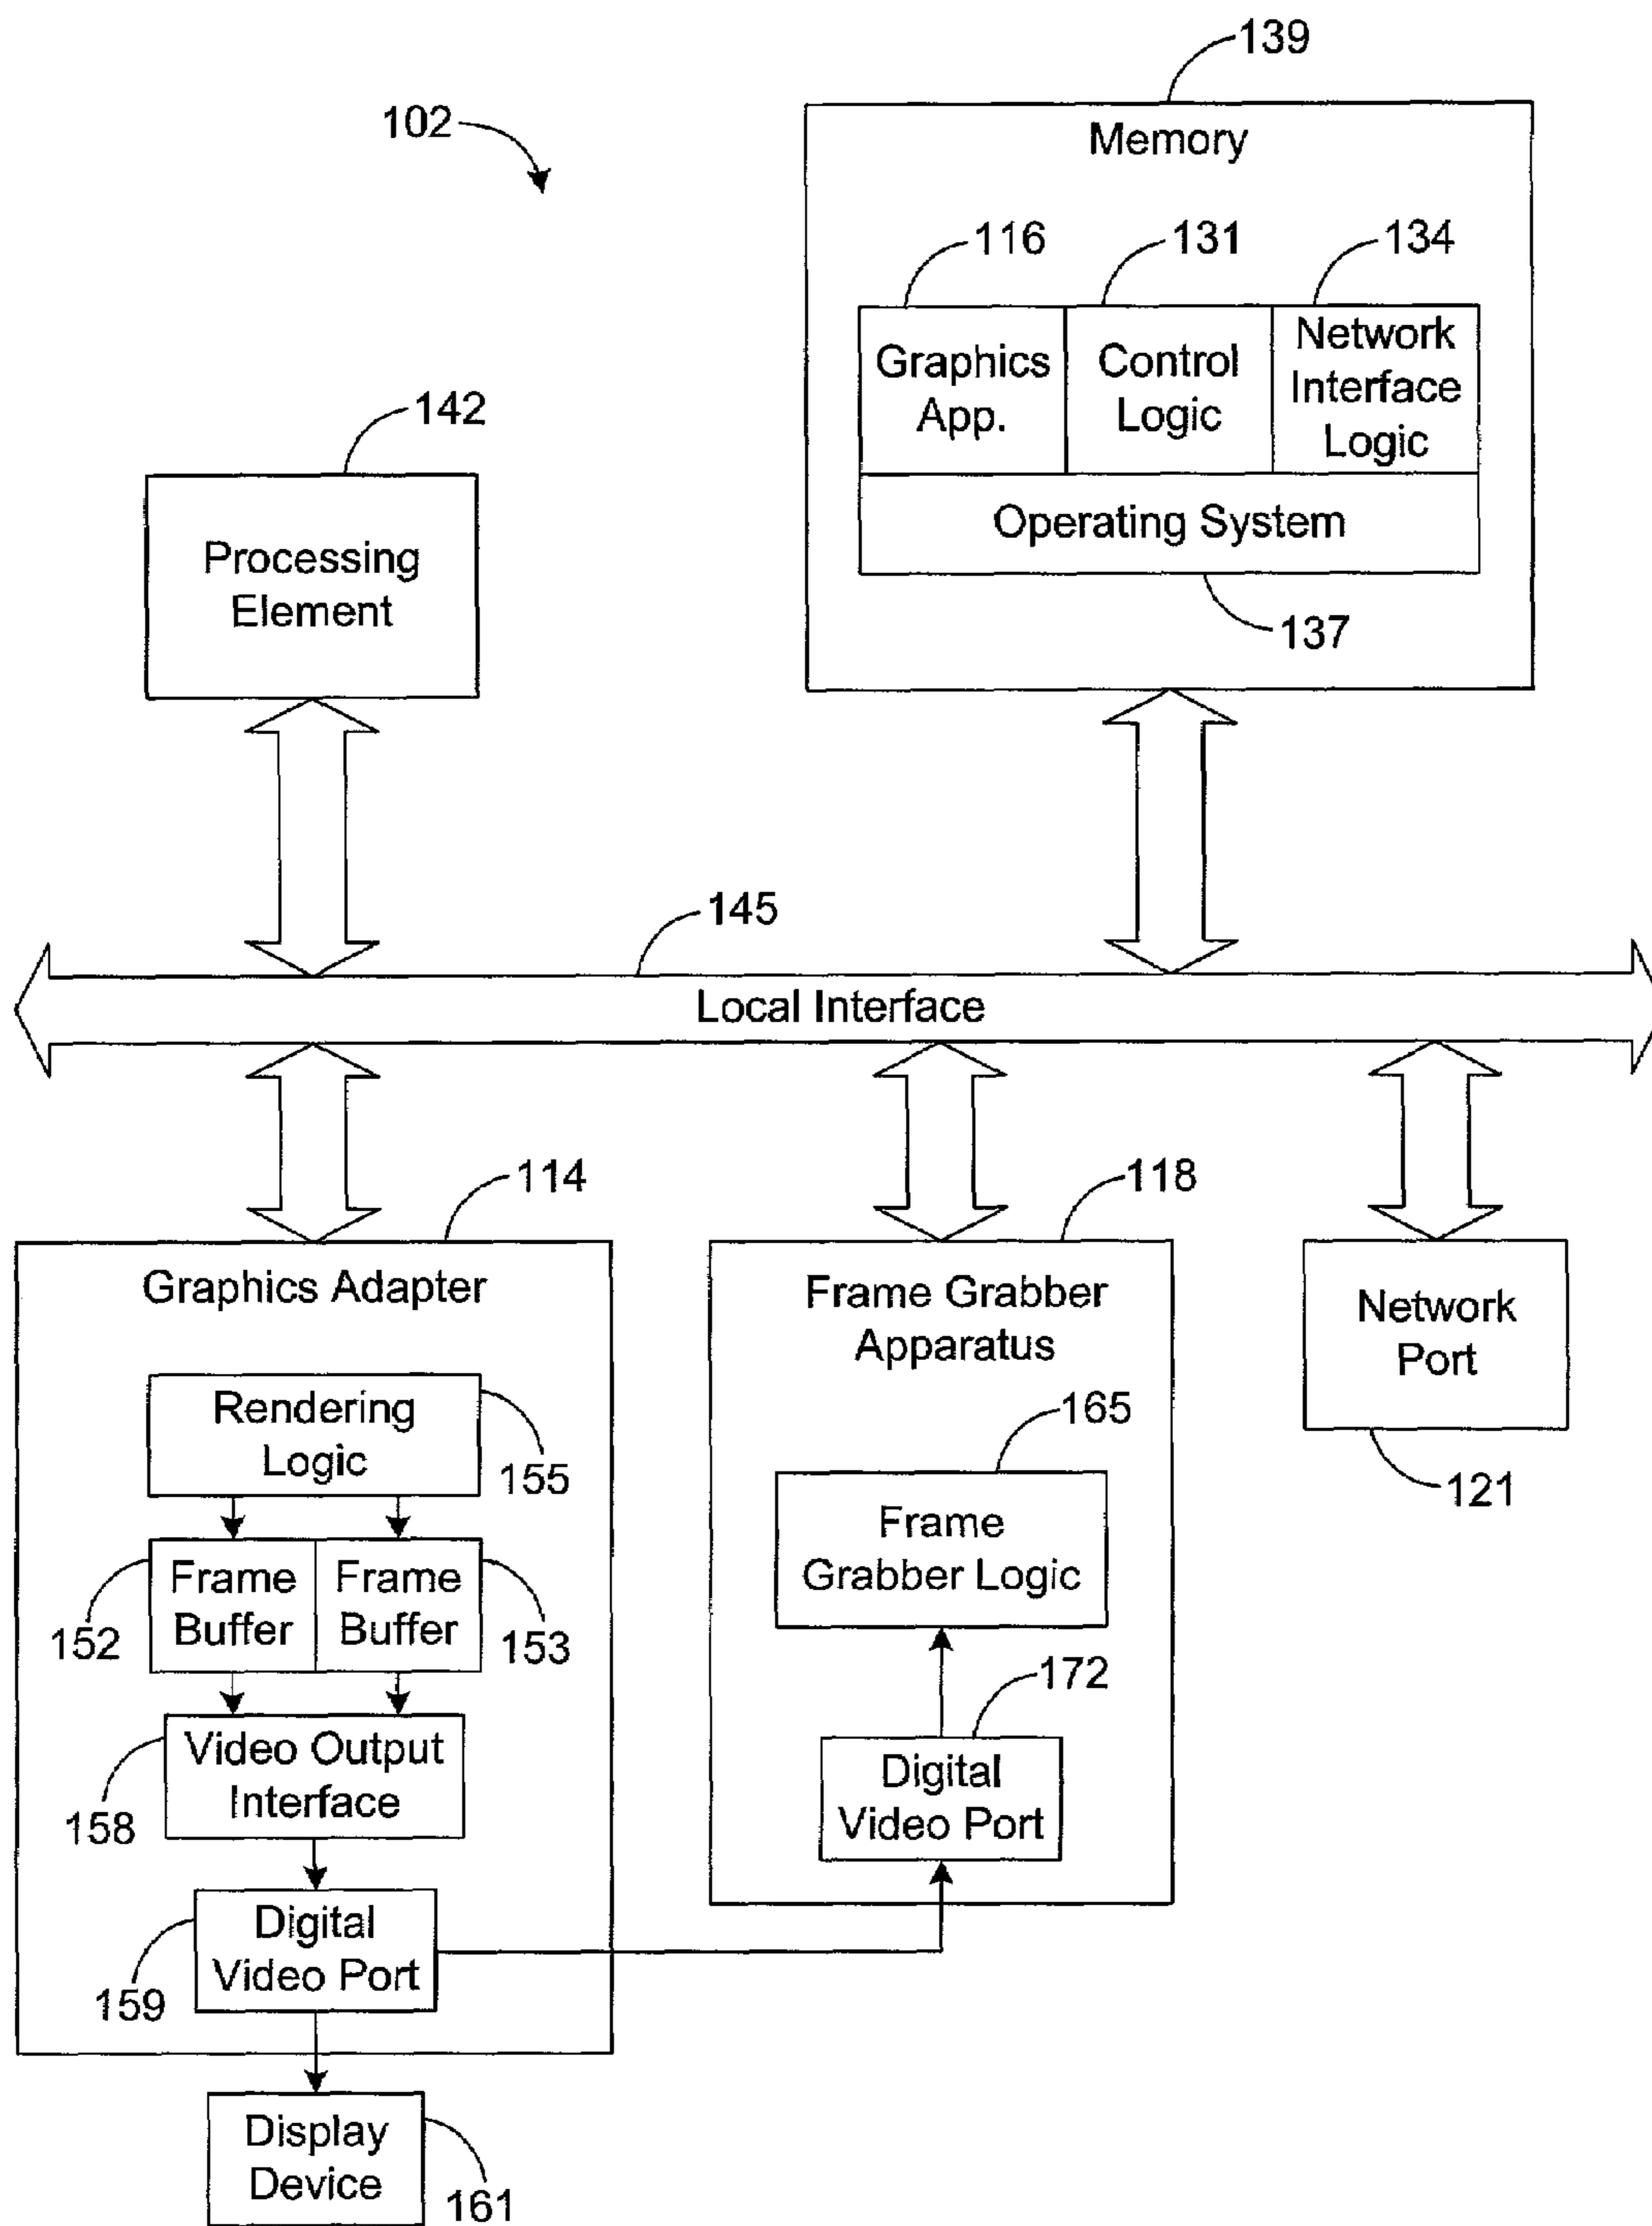 139
102
Memory
116
131
134
Graphics
App.
Control
Logic
Network
Interface
Logic
142
Operating System
Processing
Element
137
145
Local Interface
114
118
Graphics Adapter
Frame Grabber
Apparatus
Network
Port
121
Rendering
Logic
155
165
Frame
Buffer
Frame
Buffer
152
153
Frame
Grabber Logic
172
Video Output
Interface
158
Digital
Video Port
Digital
Video Port
159
Display
Device
161